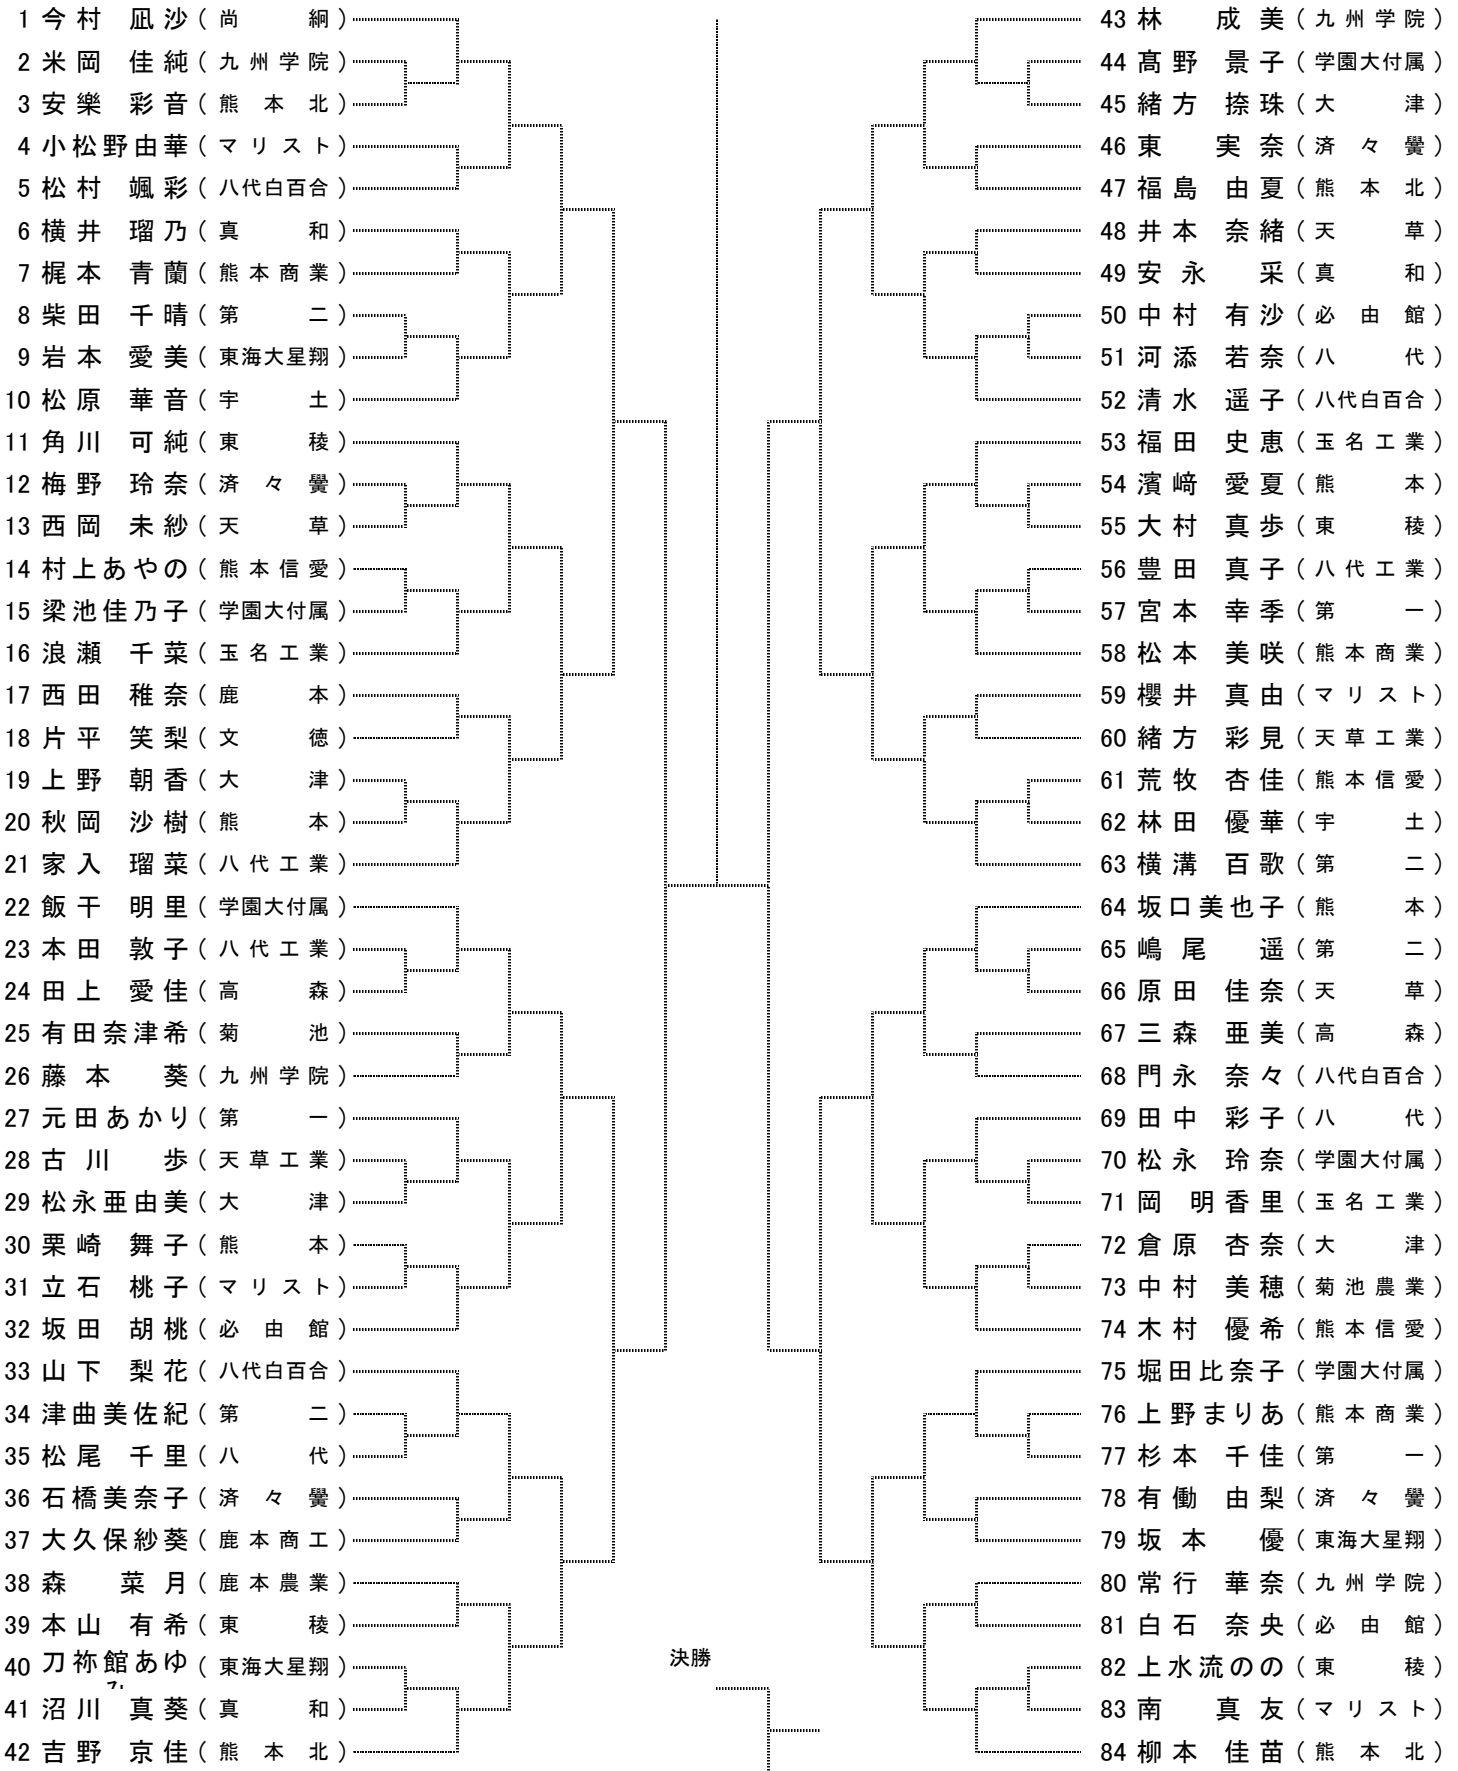 1 今村 凪沙 ( 尚 絅 )
2 米岡 佳純 ( 九州学院 )
3 安樂 彩音 ( 熊本北 )
4 小松野由華 ( マリスト )
5 松村 颯彩 ( 八代白百合 )
6 横井 瑠乃 ( 真 和 )
7 梶本 青蘭 ( 熊本商業 )
8 柴田 千晴 ( 第 二 )
9 岩本 愛美 ( 東海大星翔 )
10 松原 華音 ( 宇 土 )
11 角川 可純 ( 東 稜 )
12 梅野 玲奈 ( 済々黌 )
13 西岡 未紗 ( 天 草 )
14 村上あやの ( 熊本信愛 )
15 梁池佳乃子 ( 学園大付属 )
16 浪瀬 千菜 ( 玉名工業 )
17 西田 稚奈 ( 鹿 本 )
18 片平 笑梨 ( 文 徳 )
19 上野 朝香 ( 大 津 )
20 秋岡 沙樹 ( 熊 本 )
21 家入 瑠菜 ( 八代工業 )
22 飯干 明里 ( 学園大付属 )
23 本田 敦子 ( 八代工業 )
24 田上 愛佳 ( 高 森 )
25 有田奈津希 ( 菊 池 )
26 藤本 葵 ( 九州学院 )
27 元田あかり ( 第 一 )
28 古川 歩 ( 天草工業 )
29 松永亜由美 ( 大 津 )
30 栗崎 舞子 ( 熊 本 )
31 立石 桃子 ( マリスト )
32 坂田 胡桃 ( 必由館 )
33 山下 梨花 ( 八代白百合 )
34 津曲美佐紀 ( 第 二 )
35 松尾 千里 ( 八 代 )
36 石橋美奈子 ( 済々黌 )
37 大久保紗葵 ( 鹿本商工 )
38 森 菜月 ( 鹿本農業 )
39 本山 有希 ( 東 稜 )
40 刀祢館あゆ ( 東海大星翔 )
41 沼川 真葵 ( 真 和 )
42 吉野 京佳 ( 熊本北 )
決勝
43 林 成美 ( 九州学院 )
44 髙野 景子 ( 学園大付属 )
45 緒方 捺珠 ( 大 津 )
46 東 実奈 ( 済々黌 )
47 福島 由夏 ( 熊本北 )
48 井本 奈緒 ( 天 草 )
49 安永 采 ( 真 和 )
50 中村 有沙 ( 必由館 )
51 河添 若奈 ( 八 代 )
52 清水 遥子 ( 八代白百合 )
53 福田 史恵 ( 玉名工業 )
54 濱﨑 愛夏 ( 熊 本 )
55 大村 真歩 ( 東 稜 )
56 豊田 真子 ( 八代工業 )
57 宮本 幸季 ( 第 一 )
58 松本 美咲 ( 熊本商業 )
59 櫻井 真由 ( マリスト )
60 緒方 彩見 ( 天草工業 )
61 荒牧 杏佳 ( 熊本信愛 )
62 林田 優華 ( 宇 土 )
63 横溝 百歌 ( 第 二 )
64 坂口美也子 ( 熊 本 )
65 嶋尾 遥 ( 第 二 )
66 原田 佳奈 ( 天 草 )
67 三森 亜美 ( 高 森 )
68 門永 奈々 ( 八代白百合 )
69 田中 彩子 ( 八 代 )
70 松永 玲奈 ( 学園大付属 )
71 岡 明香里 ( 玉名工業 )
72 倉原 杏奈 ( 大 津 )
73 中村 美穂 ( 菊池農業 )
74 木村 優希 ( 熊本信愛 )
75 堀田比奈子 ( 学園大付属 )
76 上野まりあ ( 熊本商業 )
77 杉本 千佳 ( 第 一 )
78 有働 由梨 ( 済々黌 )
79 坂本 優 ( 東海大星翔 )
80 常行 華奈 ( 九州学院 )
81 白石 奈央 ( 必由館 )
82 上水流のの ( 東 稜 )
83 南 真友 ( マリスト )
84 柳本 佳苗 ( 熊本北 )